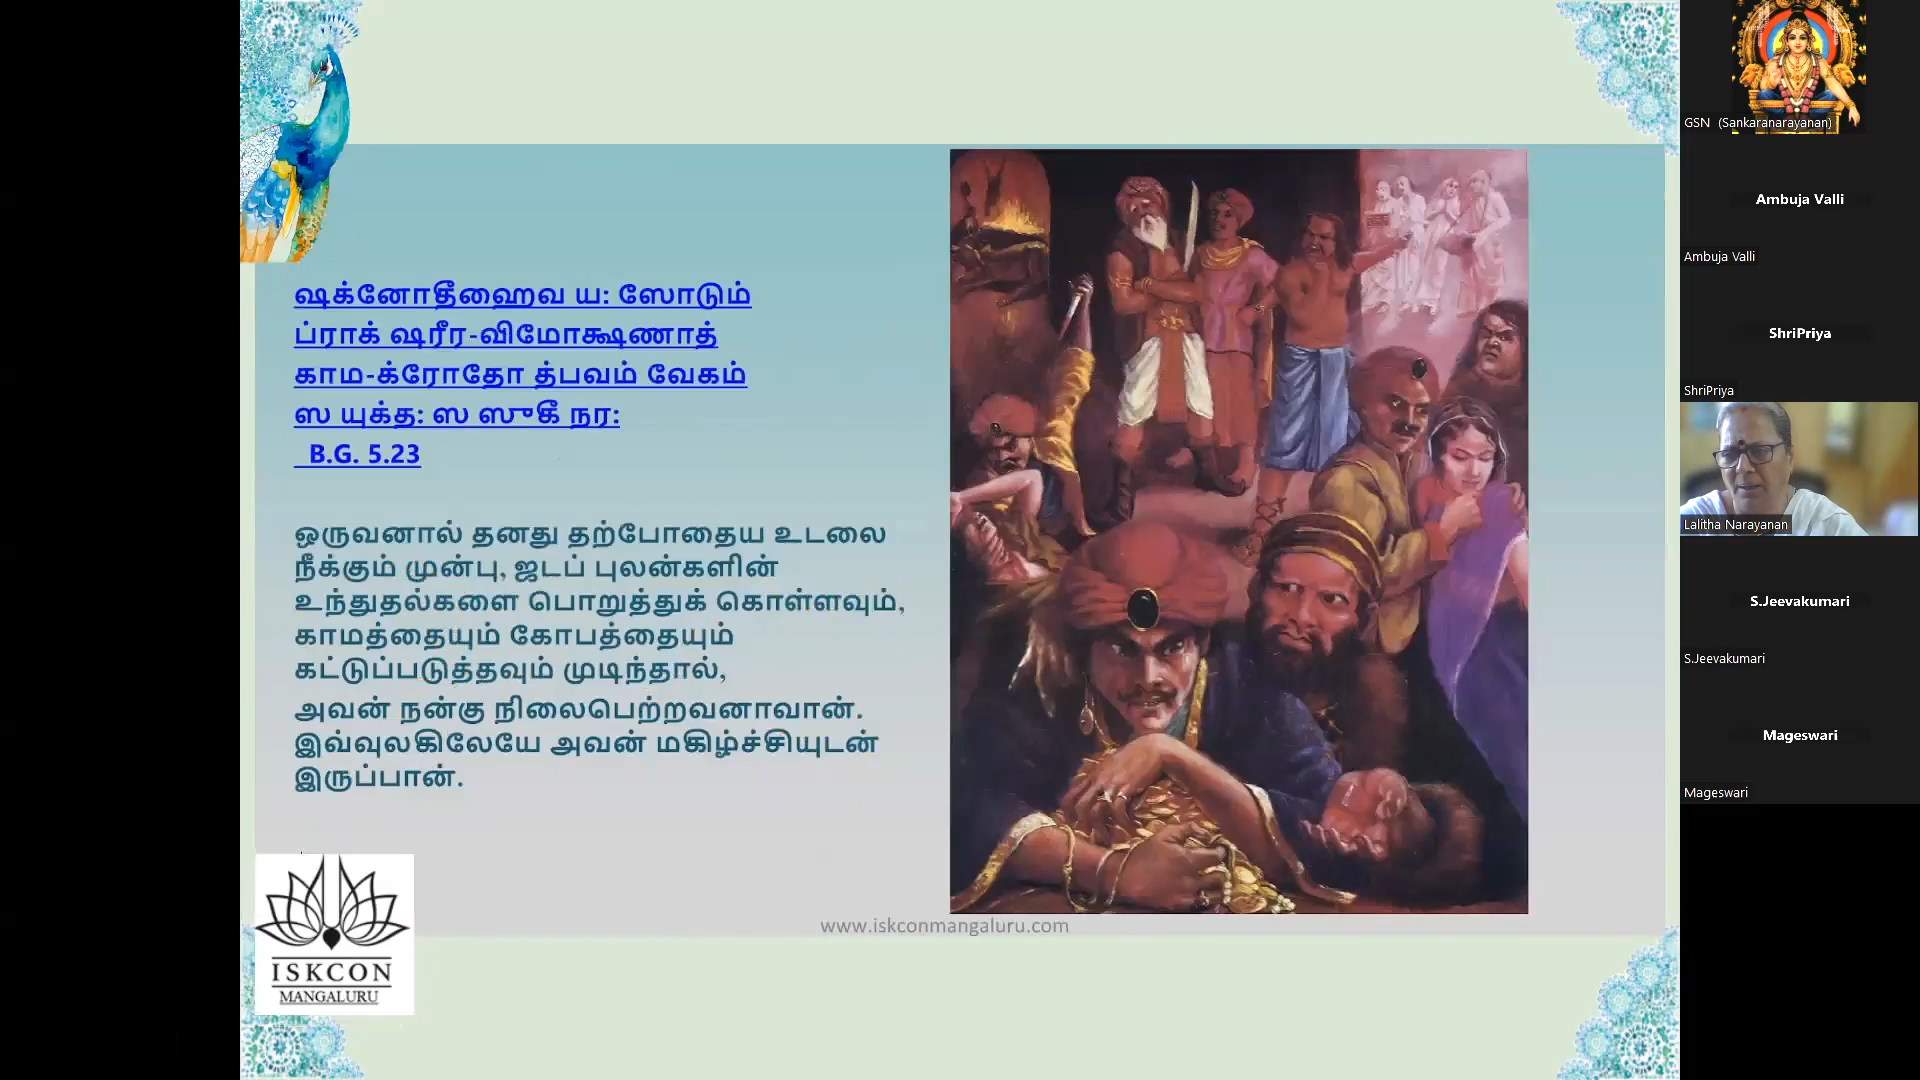 ஷக்னோதீஹைவ ய: ஸோடும்
ப்ராக் ஷரீர-விமோக்ஷணாத்
காம-க்ரோதோ த்பவம் வேகம்
ஸ யுக்த: ஸ ஸுகீ நர:
B.G. 5.23
ஒருவனால் தனது தற்போதைய உடலை
நீக்கும் முன்பு, ஜடப் புலன்களின்
உந்துதல்களை பொறுத்துக் கொள்ளவும்,
காமத்தையும் கோபத்தையும்
கட்டுப்படுத்தவும் முடிந்தால்,
அவன் நன்கு நிலைபெற்றவனாவான்.
இவ்வுலகிலேயே அவன் மகிழ்ச்சியுடன்
இருப்பான்.
www.iskconmangaluru.com
ISKCON
MANGALURU
GSN (Sankaranarayanan)
Ambuja Valli
Ambuja Valli
ShriPriya
ShriPriya
Lalitha Narayanan
S.Jeevakumari
S.Jeevakumari
Mageswari
Mageswari